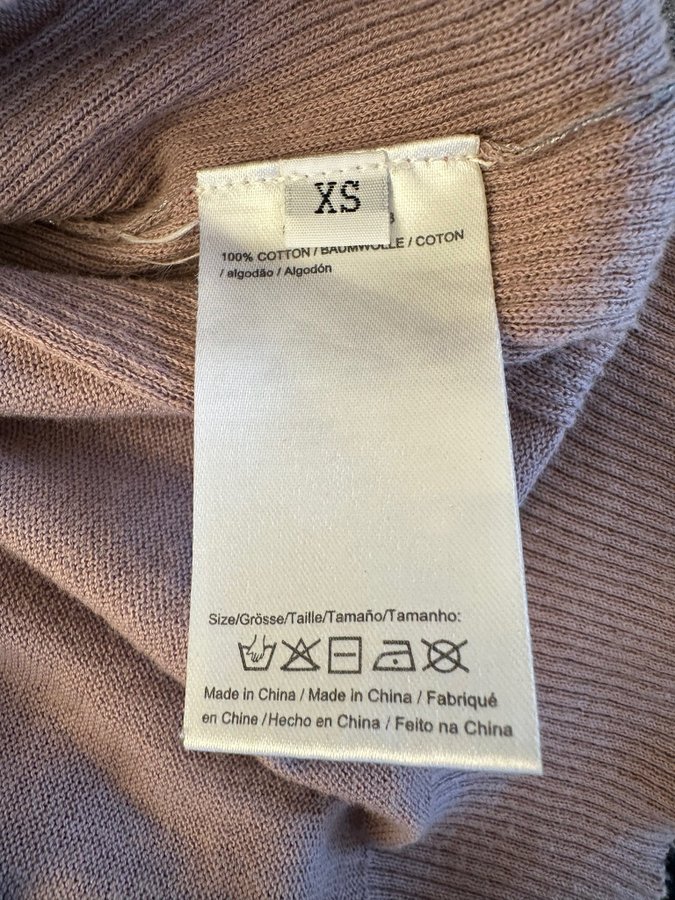 XS
100% COTTON / BAUMWOLLE / COTON
/ algodão / Algodón
Size/Grösse/Taille/Tamaño/Tamanho:
Made in China / Made in China / Fabriqué
en Chine / Hecho en China / Feito na China